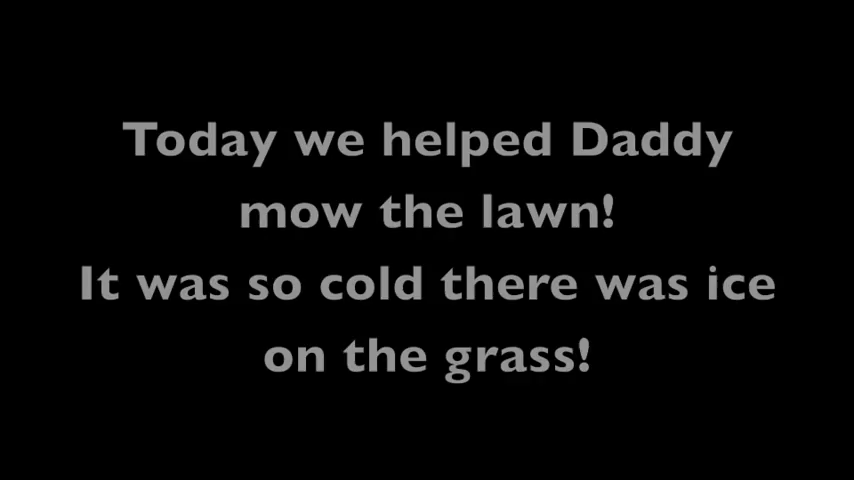 Today we helped Daddy
mow the lawn!
It was so cold there was ice
on the grass!